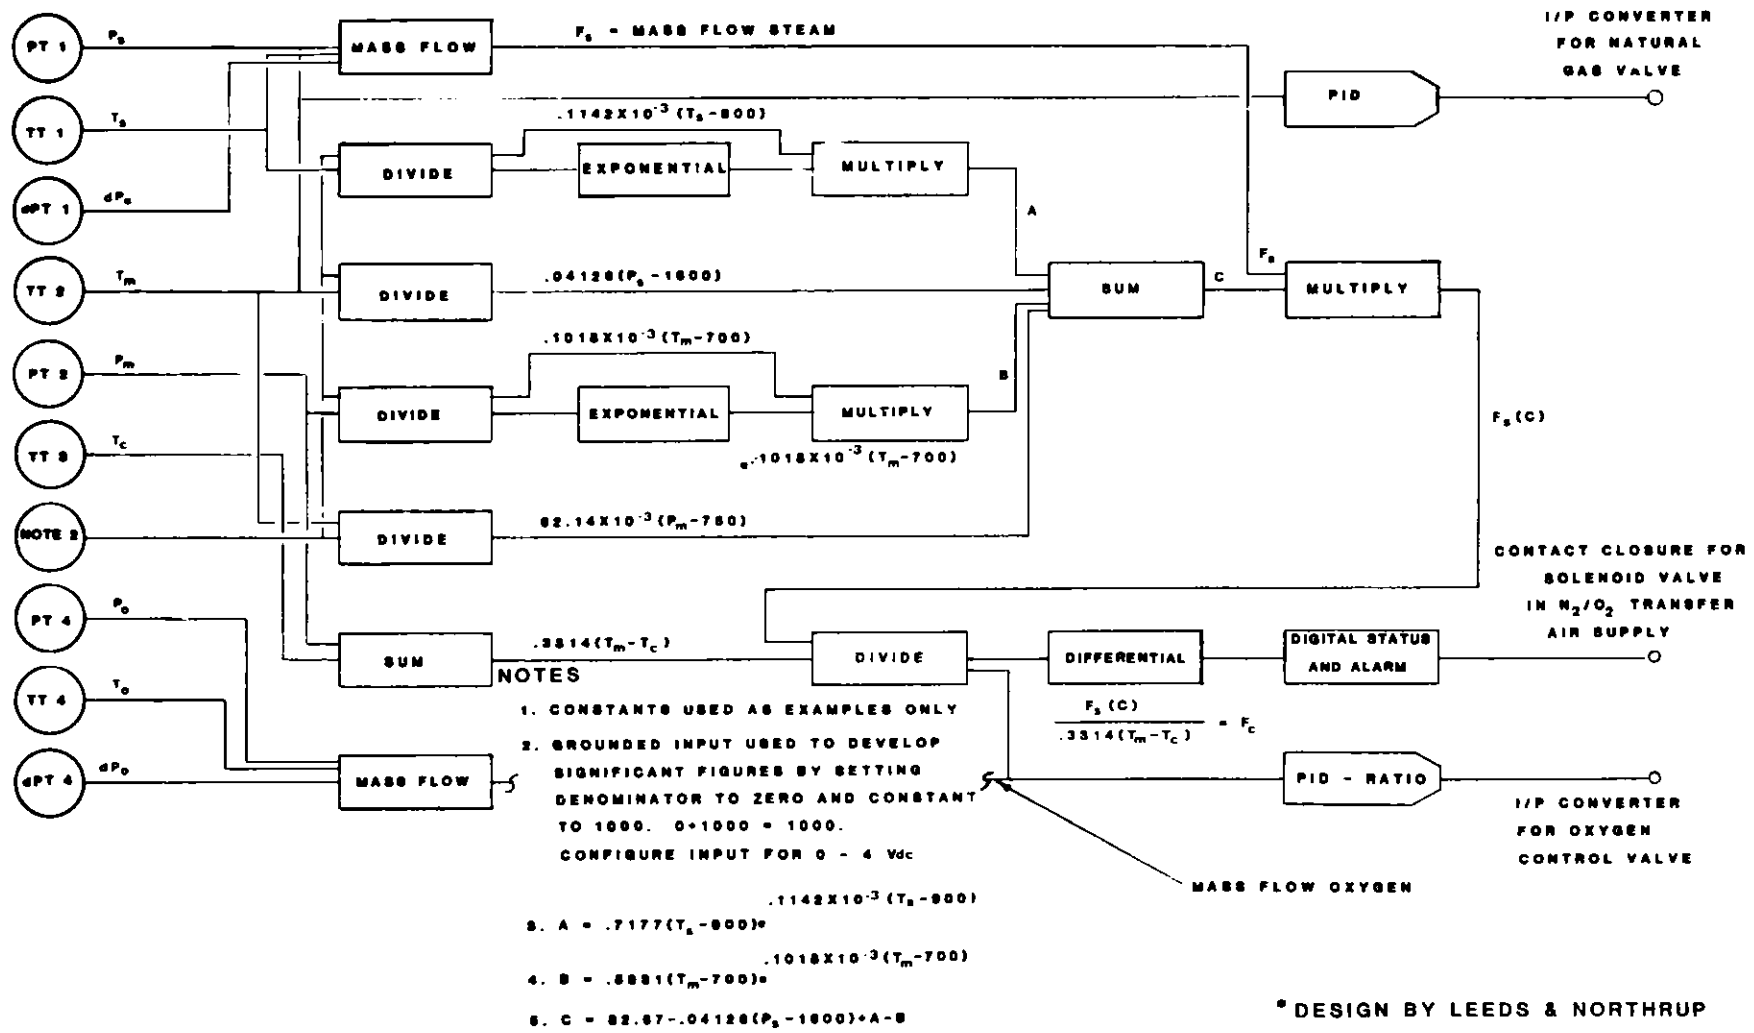 I/P CONVERTER
FOR NATURAL
GAS VALVE
PT 1 Pₛ MASS FLOW Fₛ - MASS FLOW STEAM
PID
TT 1 Tₛ
.1142X10⁻³(Tₛ-800)
DIVIDE EXPONENTIAL MULTIPLY
dPT 1 dPₛ
A
TT 2 Tₘ
DIVIDE .04126(Pₛ-1600) SUM C Fₛ MULTIPLY
.1018X10⁻³(Tₘ-700)
PT 2 Pₘ
B
DIVIDE EXPONENTIAL MULTIPLY
Fₛ(C)
TT 3 T꜀
.1018X10⁻³(Tₘ-700)
NOTE 2 DIVIDE 62.14X10⁻³(Pₘ-750)
CONTACT CLOSURE FOR
SOLENOID VALVE
IN N₂/O₂ TRANSFER
AIR SUPPLY
PT 4 Pₒ
SUM .3314(Tₘ-T꜀) DIVIDE DIFFERENTIAL DIGITAL STATUS
AND ALARM
TT 4 Tₒ
Fₛ(C)
.3314(Tₘ-T꜀) = F꜀
dPT 4 dPₒ MASS FLOW
PID - RATIO
I/P CONVERTER
FOR OXYGEN
CONTROL VALVE
MASS FLOW OXYGEN
NOTES
1. CONSTANTS USED AS EXAMPLES ONLY
2. GROUNDED INPUT USED TO DEVELOP
SIGNIFICANT FIGURES BY SETTING
DENOMINATOR TO ZERO AND CONSTANT
TO 1000. 0+1000 = 1000.
CONFIGURE INPUT FOR 0 - 4 Vdc
.1142X10⁻³(Tₛ-900)
3. A = .7177(Tₛ-900)e
.1018X10⁻³(Tₘ-700)
4. B = (Tₘ-700)e
5. C = 82.67-.04126(Pₛ-1600)+A-B
* DESIGN BY LEEDS & NORTHRUP